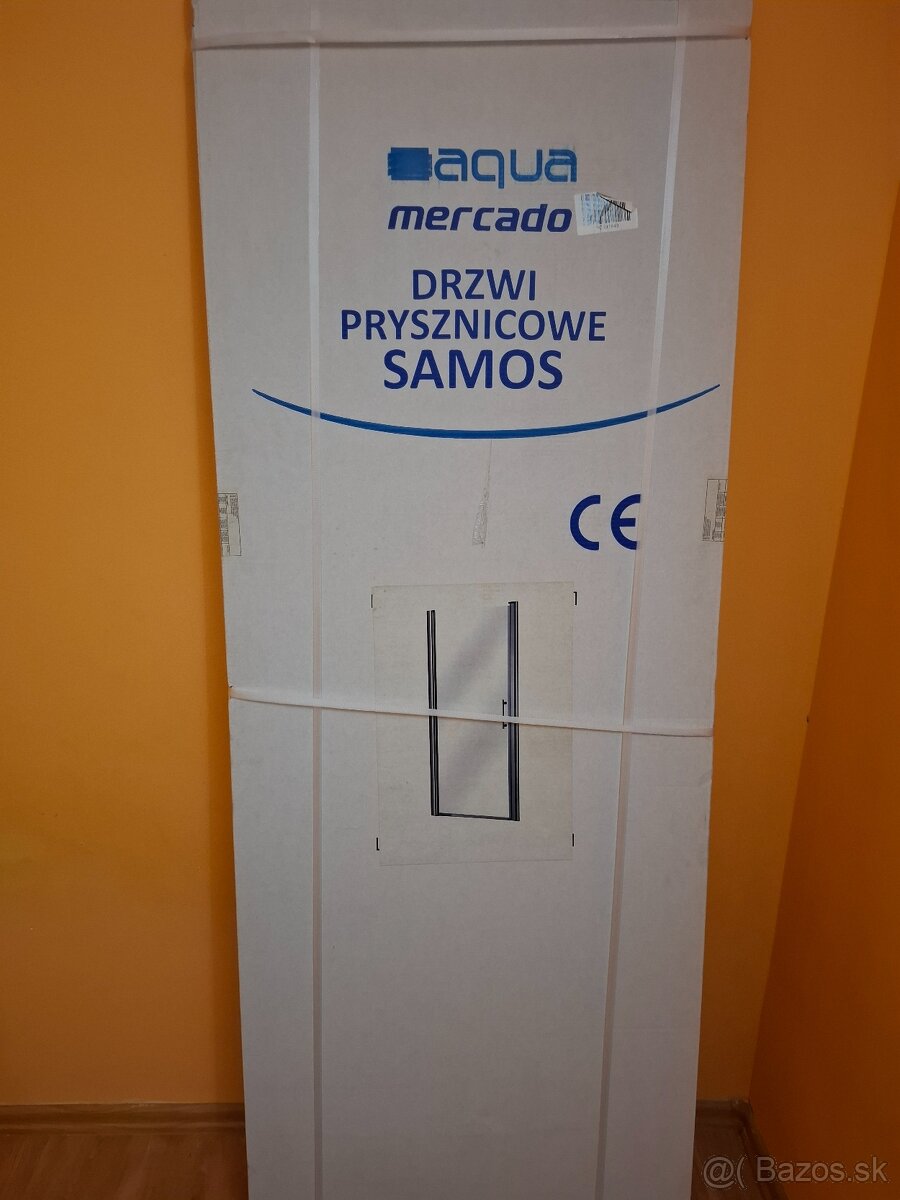 aqua
mercado
DRZWI
PRYSZNICOWE
SAMOS
CE
@( Bazos.sk